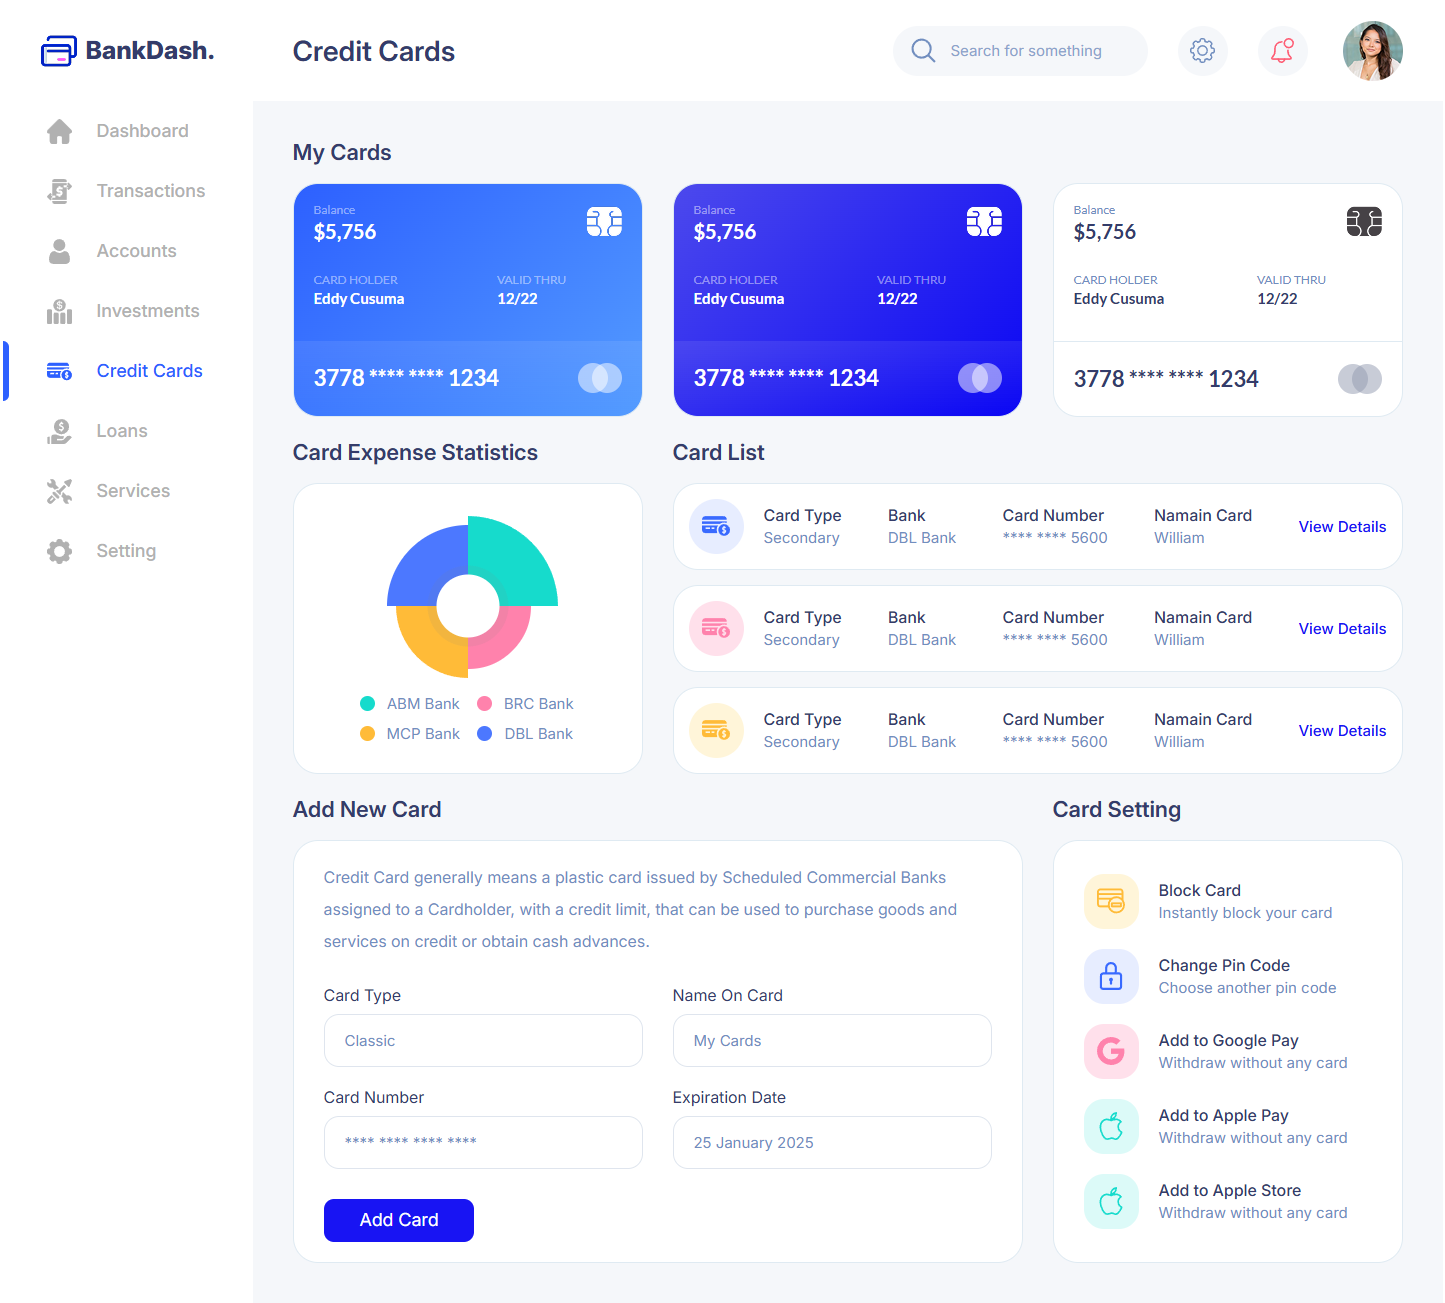 BankDash.
Credit Cards
Search for something
Dashboard
Transactions
Accounts
Investments
Credit Cards
Loans
Services
Setting
My Cards
Balance
$5,756
CARD HOLDER
Eddy Cusuma
VALID THRU
12/22
3778 **** **** 1234
Balance
$5,756
CARD HOLDER
Eddy Cusuma
VALID THRU
12/22
3778 **** **** 1234
Balance
$5,756
CARD HOLDER
Eddy Cusuma
VALID THRU
12/22
3778 **** **** 1234
Card Expense Statistics
ABM Bank
BRC Bank
MCP Bank
DBL Bank
Card List
Card Type
Secondary
Bank
DBL Bank
Card Number
**** **** 5600
Namain Card
William
View Details
Card Type
Secondary
Bank
DBL Bank
Card Number
**** **** 5600
Namain Card
William
View Details
Card Type
Secondary
Bank
DBL Bank
Card Number
**** **** 5600
Namain Card
William
View Details
Add New Card
Credit Card generally means a plastic card issued by Scheduled Commercial Banks
assigned to a Cardholder, with a credit limit, that can be used to purchase goods and
services on credit or obtain cash advances.
Card Type
Classic
Name On Card
My Cards
Card Number
**** **** **** ****
Expiration Date
25 January 2025
Add Card
Card Setting
Block Card
Instantly block your card
Change Pin Code
Choose another pin code
Add to Google Pay
Withdraw without any card
Add to Apple Pay
Withdraw without any card
Add to Apple Store
Withdraw without any card